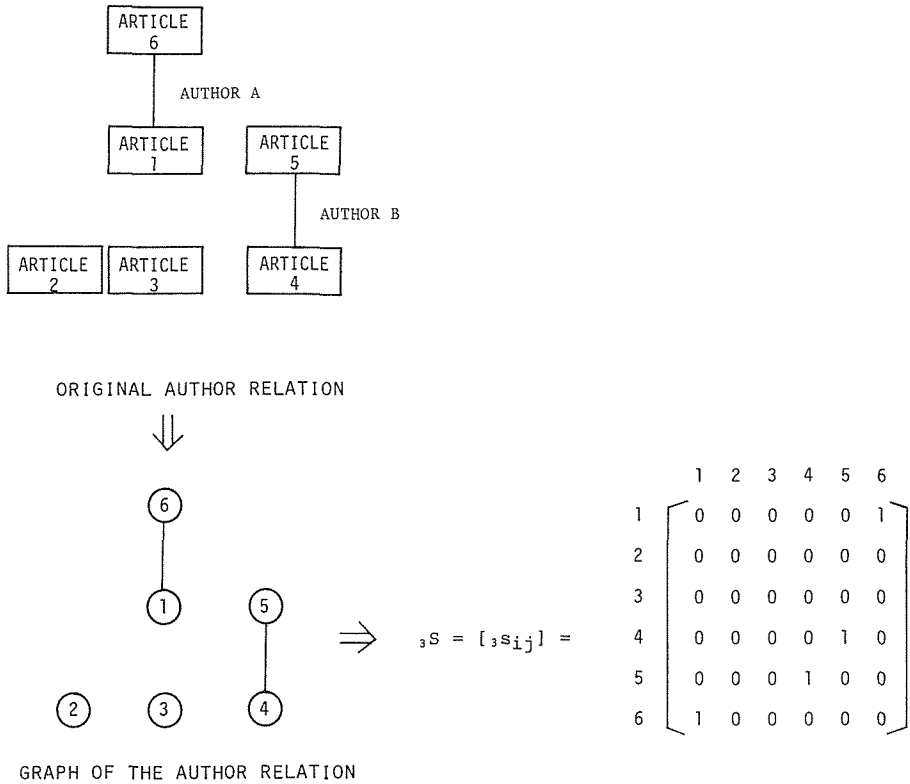 ARTICLE
6
AUTHOR A
ARTICLE
1
ARTICLE
5
AUTHOR B
ARTICLE
2
ARTICLE
3
ARTICLE
4
ORIGINAL AUTHOR RELATION
6
1
5
2
3
4
GRAPH OF THE AUTHOR RELATION
₃S = [₃sᵢⱼ] =
1 2 3 4 5 6
1 0 0 0 0 0 1
2 0 0 0 0 0 0
3 0 0 0 0 0 0
4 0 0 0 0 1 0
5 0 0 0 1 0 0
6 1 0 0 0 0 0